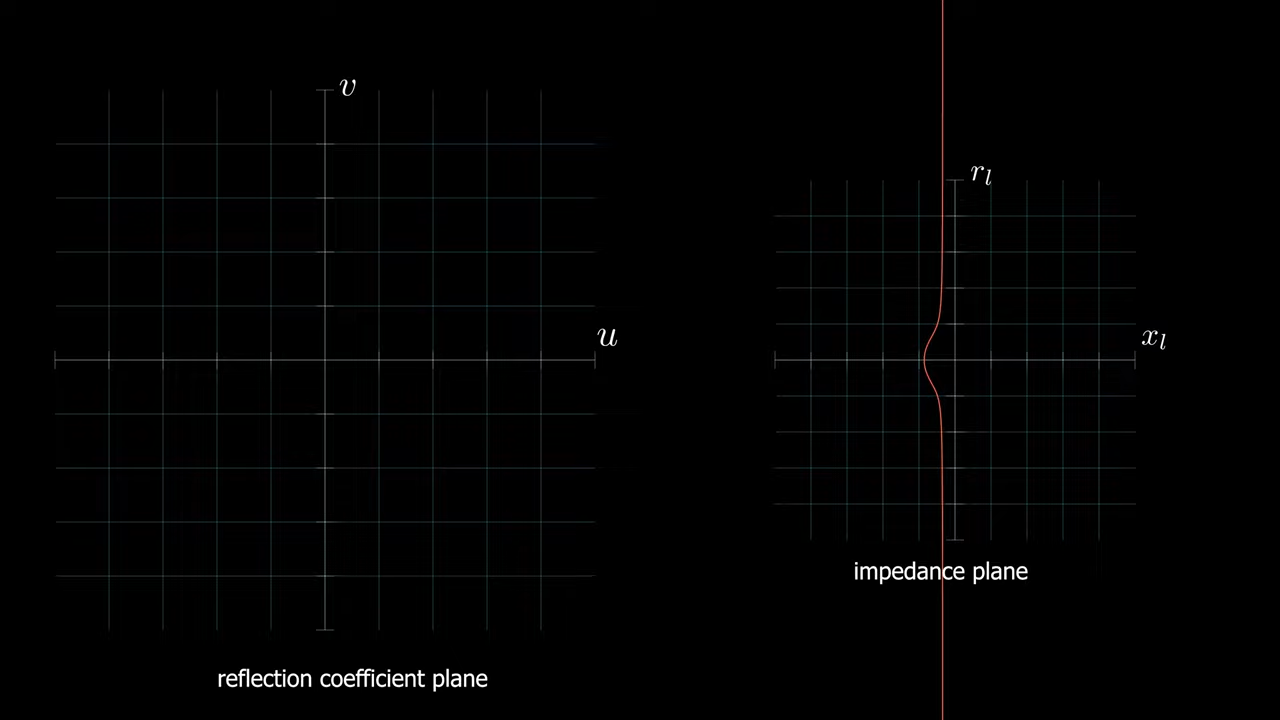 v
u
reflection coefficient plane
r_l
x_l
impedance plane